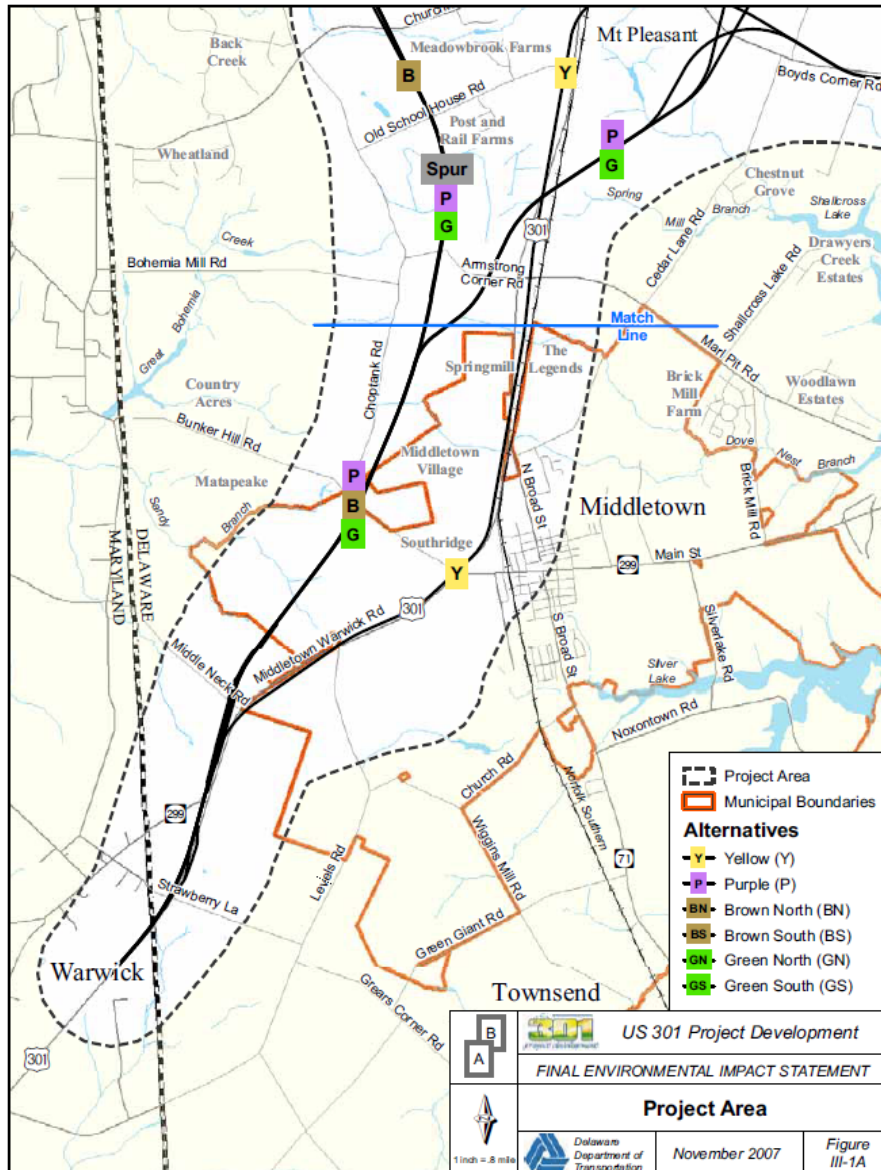 Church
Back
Creek
Meadowbrook Farms
Mt Pleasant
B
Y
Boyds Corner Rd
Old School House Rd
Post and
Rail Farms
P
G
Wheatland
Spur
P
G
Chestnut
Grove
Spring
Mill
Branch
Shallcross
Lake
301
Cedar Lane Rd
Drawyers
Creek
Estates
Creek
Bohemia Mill Rd
Armstrong
Corner Rd
Shallcross Lake Rd
Great
Bohemia
Match
Line
Choptank Rd
Springmill
The
Legends
Marl Pit Rd
Country
Acres
Brick
Mill
Farm
Woodlawn
Estates
Bunker Hill Rd
Dove
Nest
Branch
Middletown
Village
P
B
G
Matapeake
N Broad St
Brick Mill Rd
Sandy
Branch
Middletown
Southridge
Main St
299
Y
DELAWARE
MARYLAND
301
Middletown Warwick Rd
Middle Neck Rd
S Broad St
Silverlake Rd
Silver
Lake
Noxontown Rd
Church Rd
Norfolk Southern
299
Wiggins Mill Rd
71
Levels Rd
Strawberry La
Green Giant Rd
Warwick
Grears Corner Rd
Townsend
301
Project Area
Municipal Boundaries
Alternatives
Y Yellow (Y)
P Purple (P)
BN Brown North (BN)
BS Brown South (BS)
GN Green North (GN)
GS Green South (GS)
B
A
301
project development
US 301 Project Development
FINAL ENVIRONMENTAL IMPACT STATEMENT
Project Area
1 inch = .8 mile
Delaware
Department of
Transportation
November 2007
Figure
III-1A